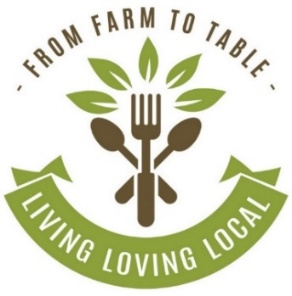 - FROM FARM TO TABLE -
LIVING LOVING LOCAL